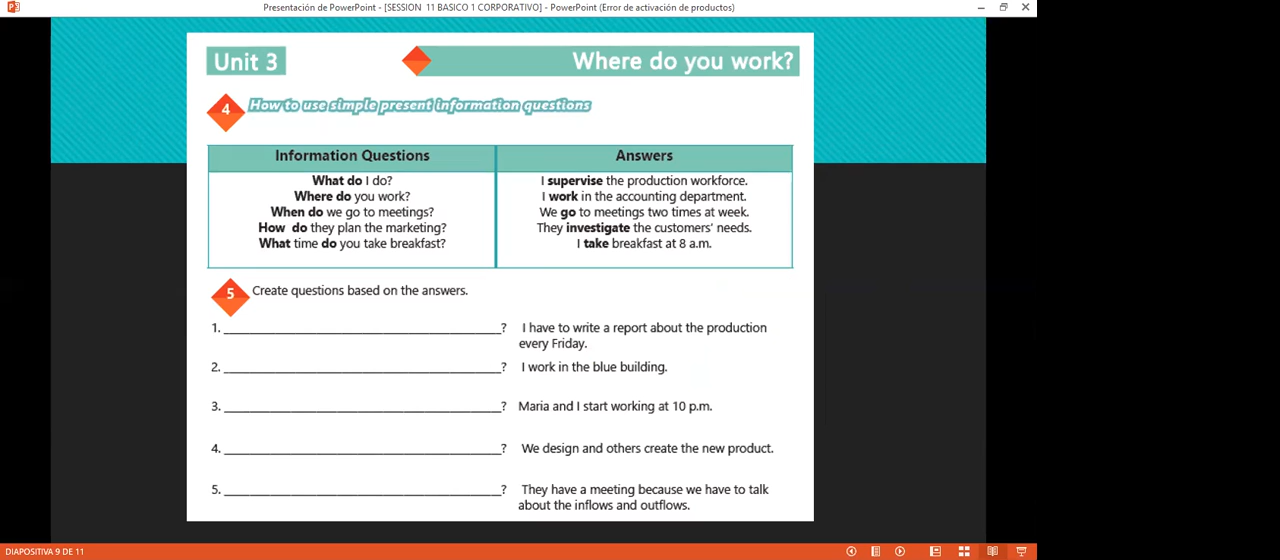 Presentación de PowerPoint - [SESSION 11 BASICO 1 CORPORATIVO] - PowerPoint (Error de activación de productos)
Unit 3
Where do you work?
4
How to use simple present information questions
Information Questions
Answers
What do I do?
I supervise the production workforce.
Where do you work?
I work in the accounting department.
When do we go to meetings?
We go to meetings two times at week.
How do they plan the marketing?
They investigate the customers' needs.
What time do you take breakfast?
I take breakfast at 8 a.m.
5
Create questions based on the answers.
1. ________________________________________? I have to write a report about the production
every Friday.
2. ________________________________________? I work in the blue building.
3. ________________________________________? Maria and I start working at 10 p.m.
4. ________________________________________? We design and others create the new product.
5. ________________________________________? They have a meeting because we have to talk
about the inflows and outflows.
DIAPOSITIVA 9 DE 11